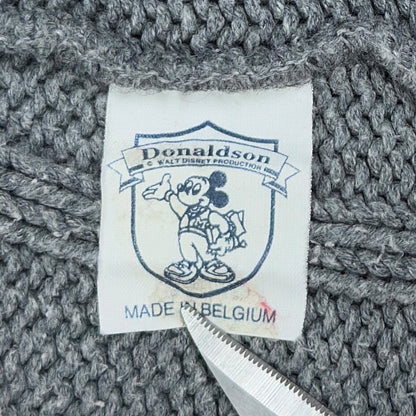 Donaldson
© WALT DISNEY PRODUCTION
MADE IN BELGIUM